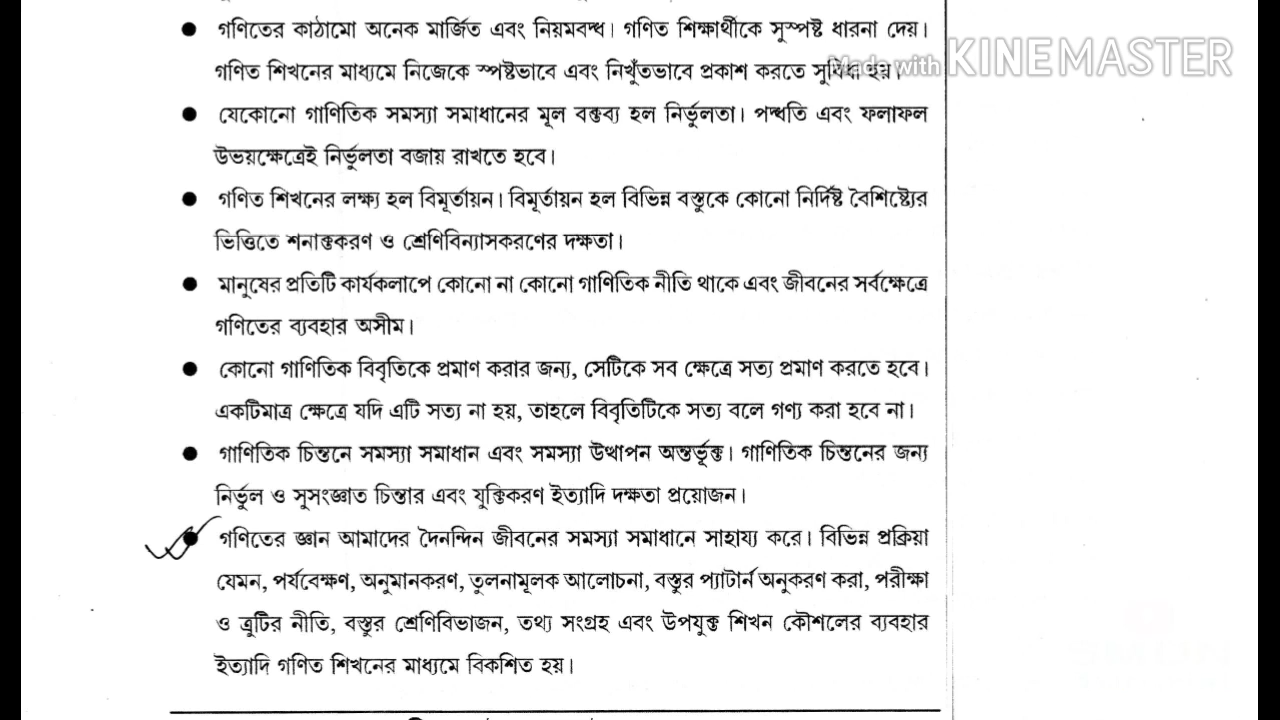 ● গণিতের কাঠামো অনেক মার্জিত এবং নিয়মবদ্ধ। গণিত শিক্ষার্থীকে সুস্পষ্ট ধারনা দেয়।
Made with KINEMASTER
গণিত শিখনের মাধ্যমে নিজেকে স্পষ্টভাবে এবং নিখুঁতভাবে প্রকাশ করতে সুবিধা হয়।
● যেকোনো গাণিতিক সমস্যা সমাধানের মূল বক্তব্য হল নির্ভুলতা। পদ্ধতি এবং ফলাফল
উভয়ক্ষেত্রেই নির্ভুলতা বজায় রাখতে হবে।
● গণিত শিখনের লক্ষ্য হল বিমূর্তায়ন। বিমূর্তায়ন হল বিভিন্ন বস্তুকে কোনো নির্দিষ্ট বৈশিষ্ট্যের
ভিত্তিতে শনাক্তকরণ ও শ্রেণিবিন্যাসকরণের দক্ষতা।
● মানুষের প্রতিটি কার্যকলাপে কোনো না কোনো গাণিতিক নীতি থাকে এবং জীবনের সর্বক্ষেত্রে
গণিতের ব্যবহার অসীম।
● কোনো গাণিতিক বিবৃতিকে প্রমাণ করার জন্য, সেটিকে সব ক্ষেত্রে সত্য প্রমাণ করতে হবে।
একটিমাত্র ক্ষেত্রে যদি এটি সত্য না হয়, তাহলে বিবৃতিটিকে সত্য বলে গণ্য করা হবে না।
● গাণিতিক চিন্তনে সমস্যা সমাধান এবং সমস্যা উত্থাপন অন্তর্ভূক্ত। গাণিতিক চিন্তনের জন্য
নির্ভুল ও সুসংজ্ঞাত চিন্তার এবং যুক্তিকরণ ইত্যাদি দক্ষতা প্রয়োজন।
● গণিতের জ্ঞান আমাদের দৈনন্দিন জীবনের সমস্যা সমাধানে সাহায্য করে। বিভিন্ন প্রক্রিয়া
যেমন, পর্যবেক্ষণ, অনুমানকরণ, তুলনামূলক আলোচনা, বস্তুর প্যাটার্ন অনুকরণ করা, পরীক্ষা
ও ত্রুটির নীতি, বস্তুর শ্রেণিবিভাজন, তথ্য সংগ্রহ এবং উপযুক্ত শিখন কৌশলের ব্যবহার
ইত্যাদি গণিত শিখনের মাধ্যমে বিকশিত হয়।